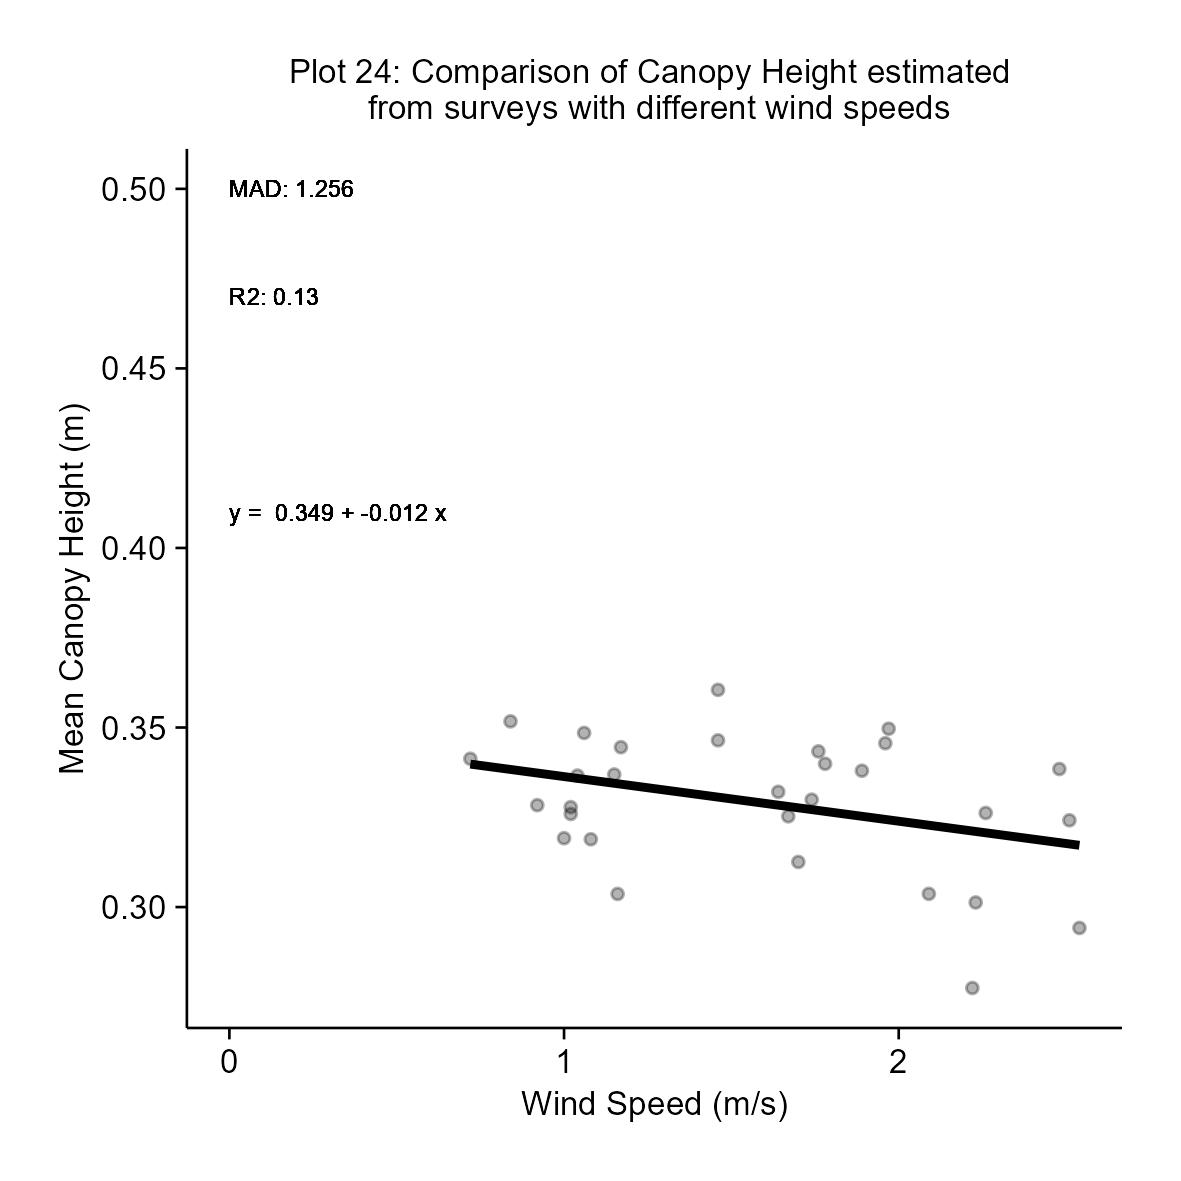 Plot 24: Comparison of Canopy Height estimated
from surveys with different wind speeds
0.50
MAD: 1.256
R2: 0.13
0.45
y =  0.349 + -0.012 x
0.40
Mean Canopy Height (m)
0.35
0.30
0 1 2
Wind Speed (m/s)